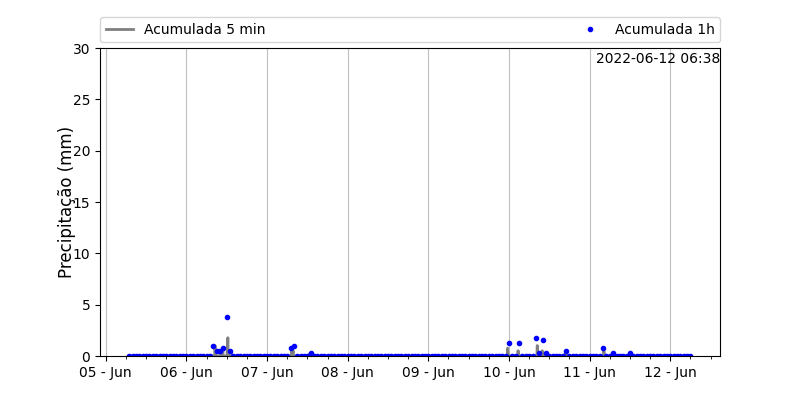 Acumulada 5 min
Acumulada 1h
2022-06-12 06:38
Precipitação (mm)
30
25
20
15
10
5
0
05 - Jun
06 - Jun
07 - Jun
08 - Jun
09 - Jun
10 - Jun
11 - Jun
12 - Jun